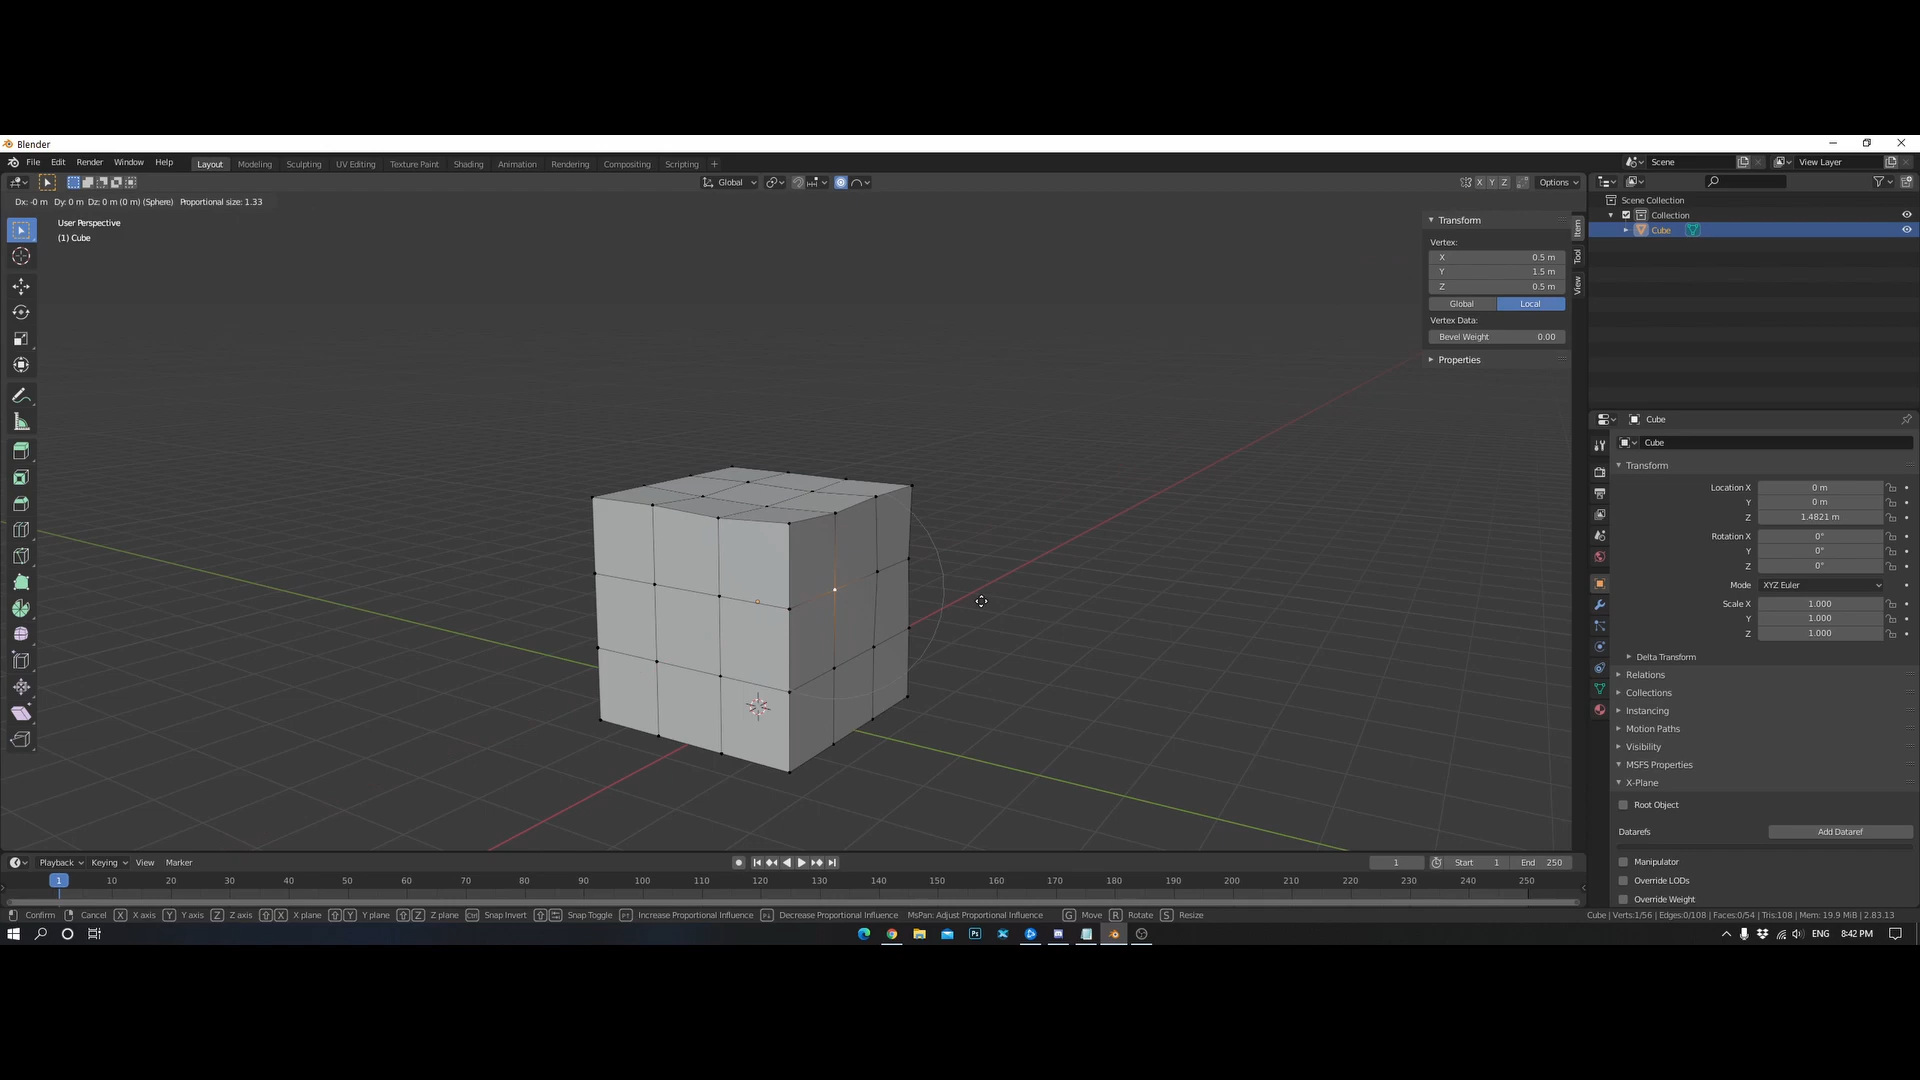 Blender
File Edit Render Window Help Layout Modeling Sculpting UV Editing Texture Paint Shading Animation Rendering Compositing Scripting + Scene View Layer
Global X Y Z Options
Dx: -0 m Dy: 0 m Dz: 0 m (0 m) (Sphere) Proportional size: 1.33
User Perspective
(1) Cube
Transform
Vertex:
X 0.5 m
Y 1.5 m
Z 0.5 m
Global Local
Vertex Data:
Bevel Weight 0.00
Properties
Item
Tool
View
Scene Collection
Collection
Cube
Cube
Cube
Transform
Location X 0 m
Y 0 m
Z 1.4821 m
Rotation X 0°
Y 0°
Z 0°
Mode XYZ Euler
Scale X 1.000
Y 1.000
Z 1.000
Delta Transform
Relations
Collections
Instancing
Motion Paths
Visibility
MSFS Properties
X-Plane
Root Object
Datarefs Add Dataref
Manipulator
Override LODs
Override Weight
Playback Keying View Marker 1 Start 1 End 250
1 10 20 30 40 50 60 70 80 90 100 110 120 130 140 150 160 170 180 190 200 210 220 230 240 250
Confirm Cancel X X axis Y Y axis Z Z axis X X plane Y Y plane Z Z plane Ctrl Snap Invert Snap Toggle Increase Proportional Influence Decrease Proportional Influence MsPan: Adjust Proportional Influence G Move R Rotate S Resize Cube | Verts:1/56 | Edges:0/108 | Faces:0/54 | Tris:108 | Mem: 19.9 MiB | 2.83.13
Ps ENG 8:42 PM